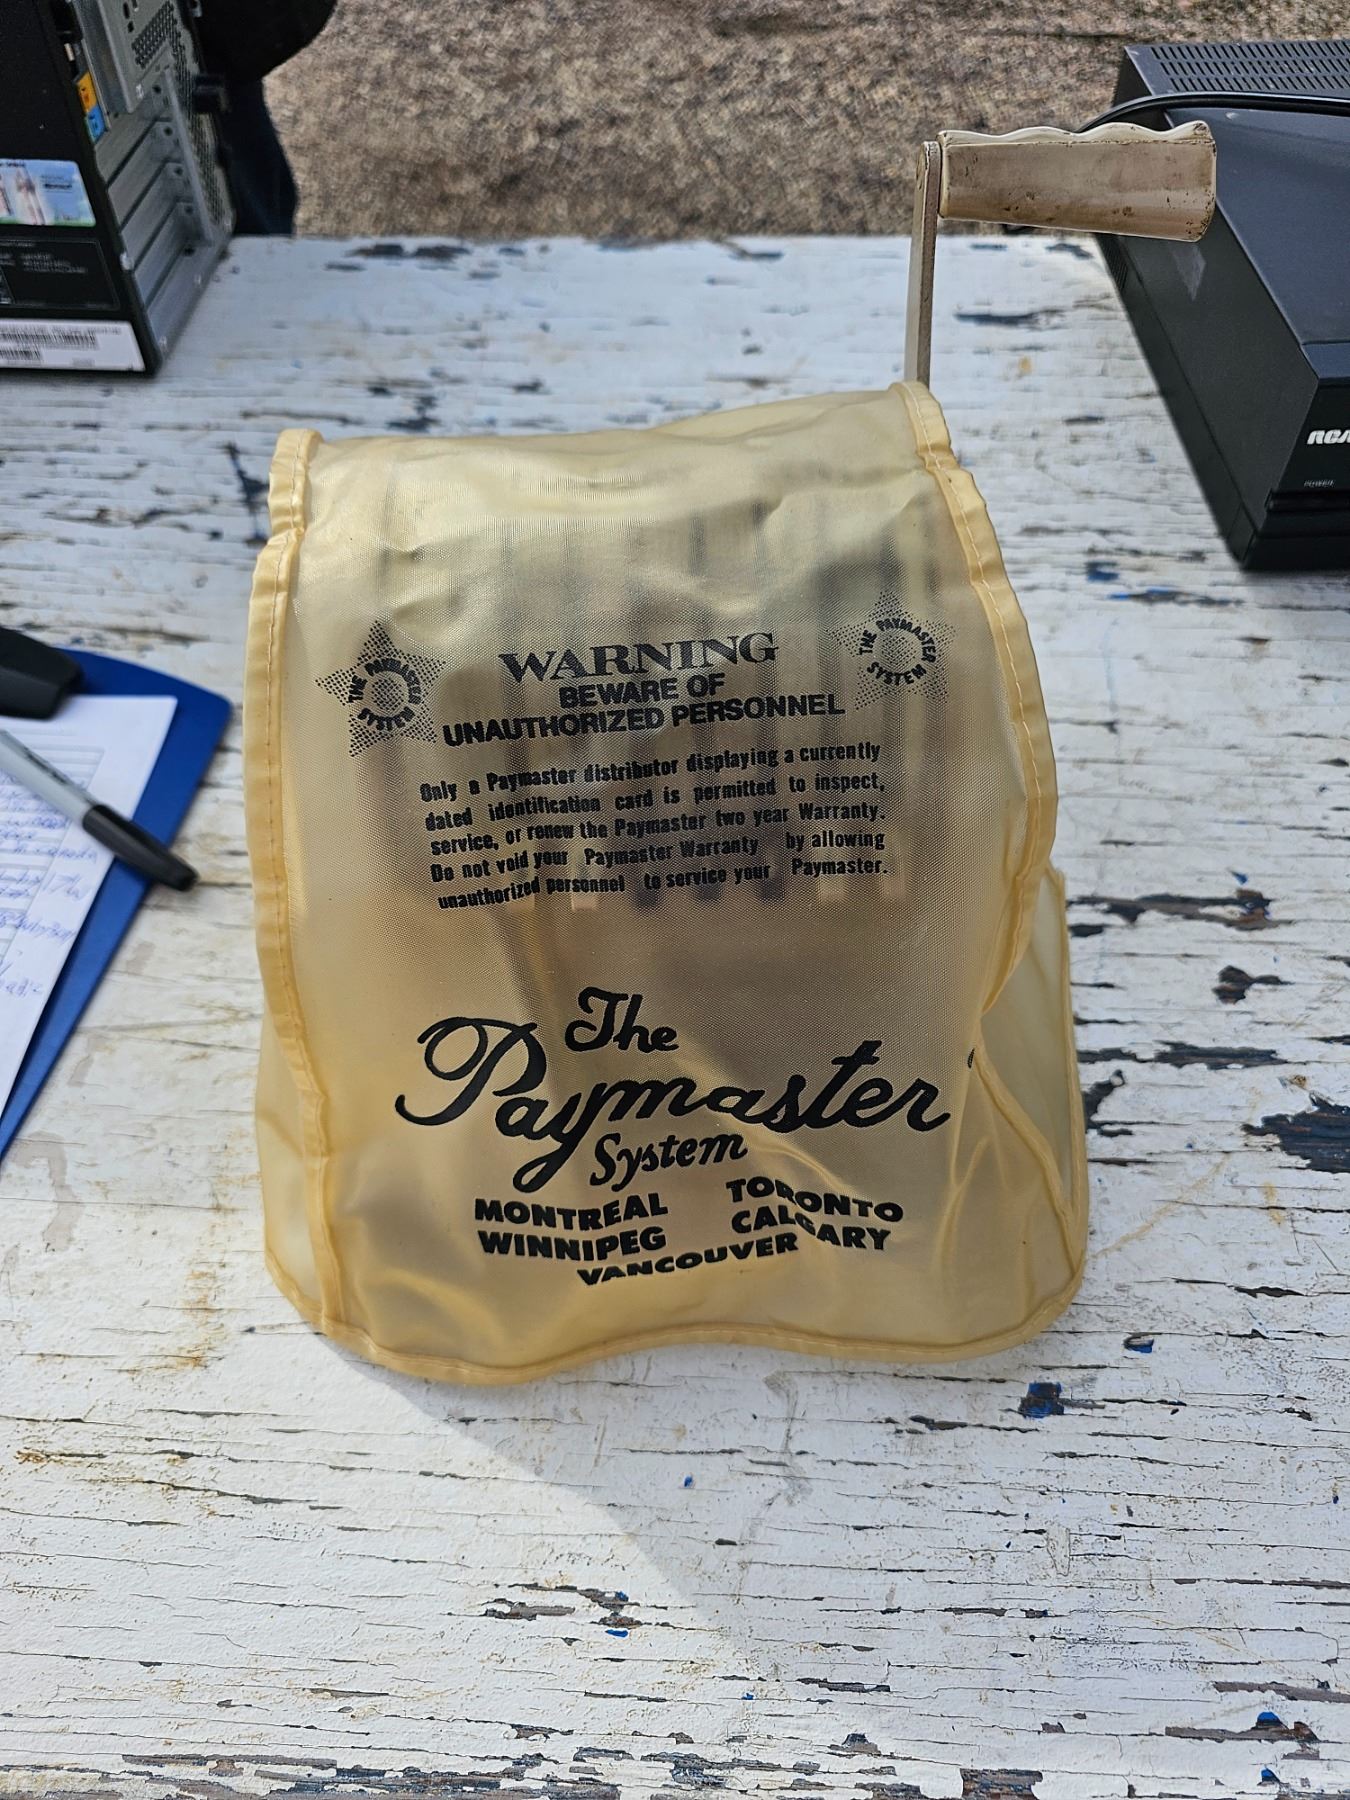 RCA
POWER
THE PAYMASTER SYSTEM
THE PAYMASTER SYSTEM
WARNING
BEWARE OF
UNAUTHORIZED PERSONNEL
Only a Paymaster distributor displaying a currently
dated identification card is permitted to inspect,
service, or renew the Paymaster two year Warranty.
Do not void your Paymaster Warranty by allowing
unauthorized personnel to service your Paymaster.
The
Paymaster
System
MONTREAL TORONTO
WINNIPEG CALGARY
VANCOUVER